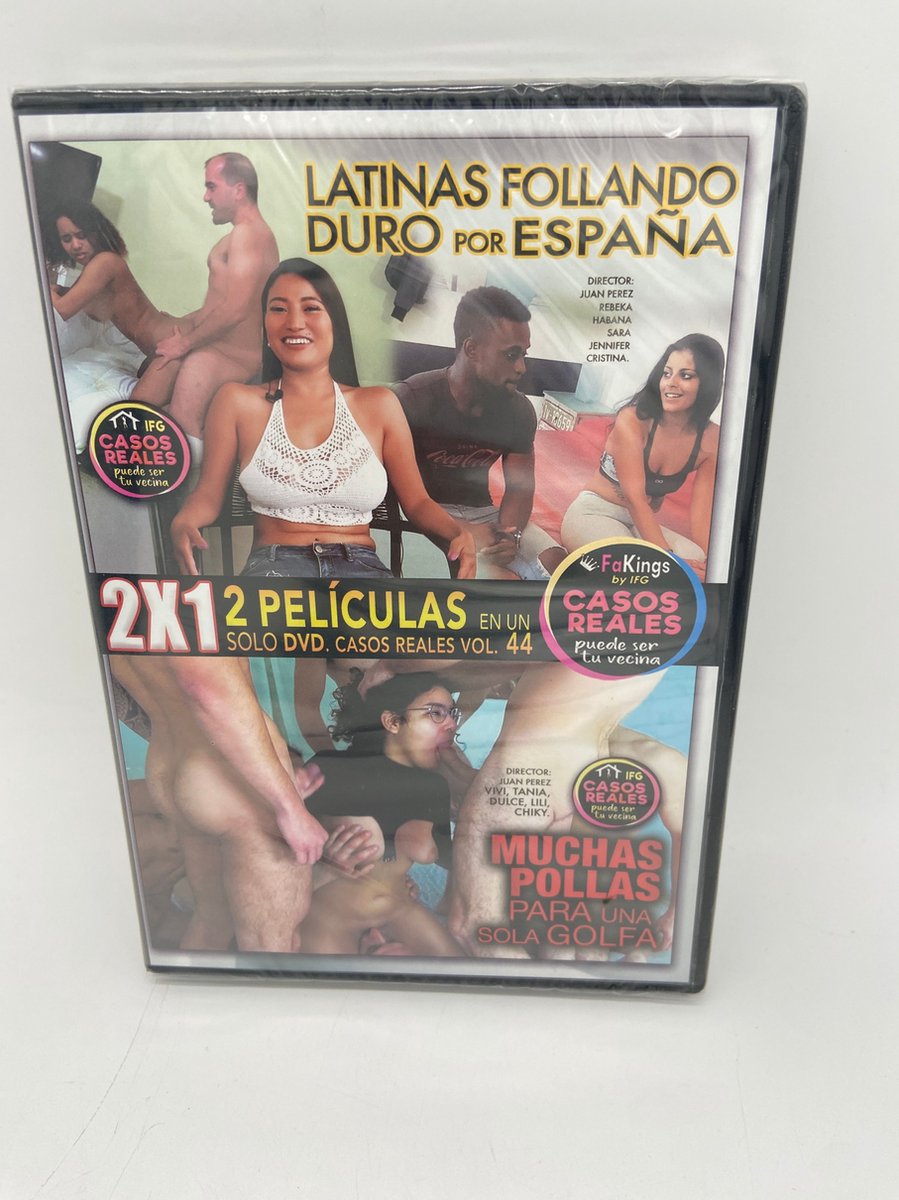 LATINAS FOLLANDO
DURO POR ESPAÑA
DIRECTOR:
JUAN PEREZ
REBEKA
HABANA
SARA
JENNIFER
CRISTINA.
Coca-Cola
IFG
CASOS
REALES
puede ser
tu vecina
2X1
2 PELÍCULAS EN UN
SOLO DVD. CASOS REALES VOL. 44
FaKings
by IFG
CASOS
REALES
puede ser
tu vecina
DIRECTOR:
JUAN PEREZ
VIVI, TANIA,
DULCE, LILI,
CHIKY.
IFG
CASOS
REALES
puede ser
tu vecina
MUCHAS
POLLAS
PARA UNA
SOLA GOLFA